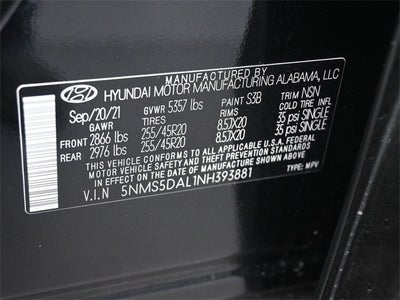 MANUFACTURED BY
HYUNDAI MOTOR MANUFACTURING ALABAMA, LLC
Sep/20/21 GVWR 5357 lbs PAINT S3B TRIM NSN
GAWR TIRES RIMS COLD TIRE INFL
FRONT 2866 lbs 255/45R20 8.5JX20 35 psi SINGLE
REAR 2976 lbs 255/45R20 8.5JX20 35 psi SINGLE
THIS VEHICLE CONFORMS TO ALL APPLICABLE U.S.A. FEDERAL
MOTOR VEHICLE SAFETY AND THEFT PREVENTION STANDARDS IN
EFFECT ON THE DATE OF MANUFACTURE SHOWN ABOVE
V.I.N 5NMS5DAL1NH393881 TYPE: MPV